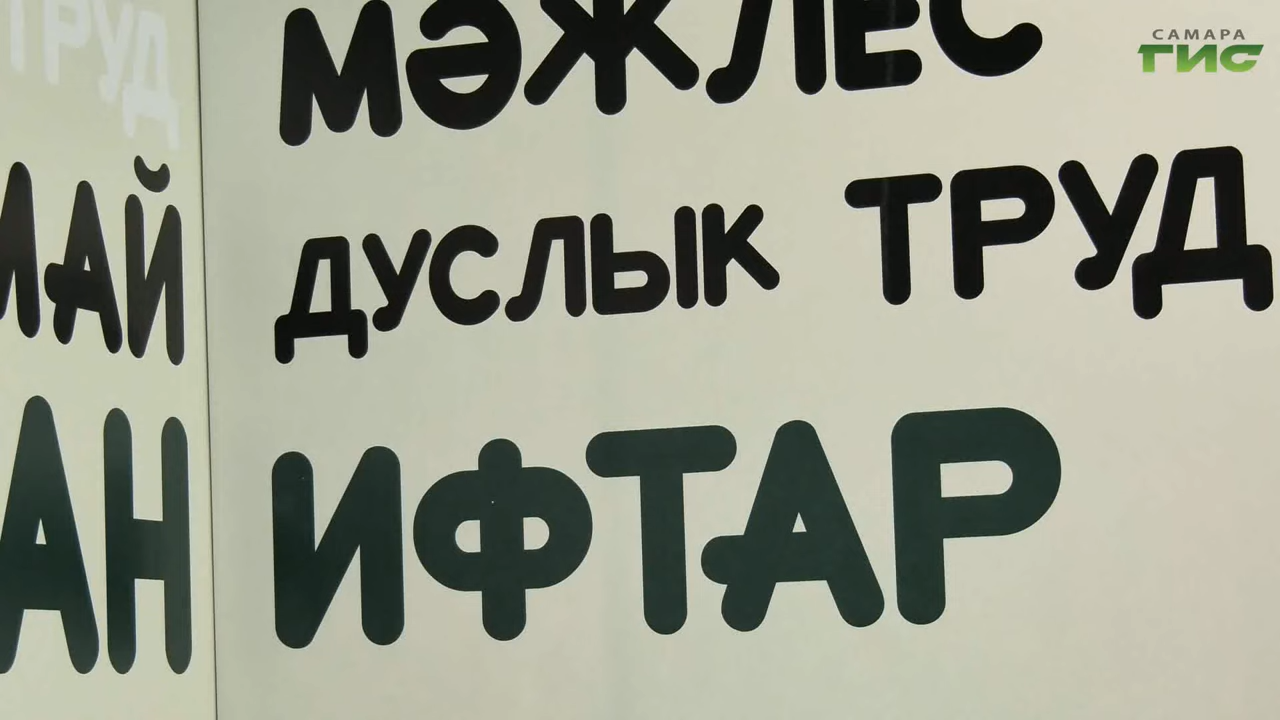 САМАРА
ГИС
ТРУД
МӘЖЛЕС
МАЙ
ДУСЛЫК ТРУД
АН
ИФТАР